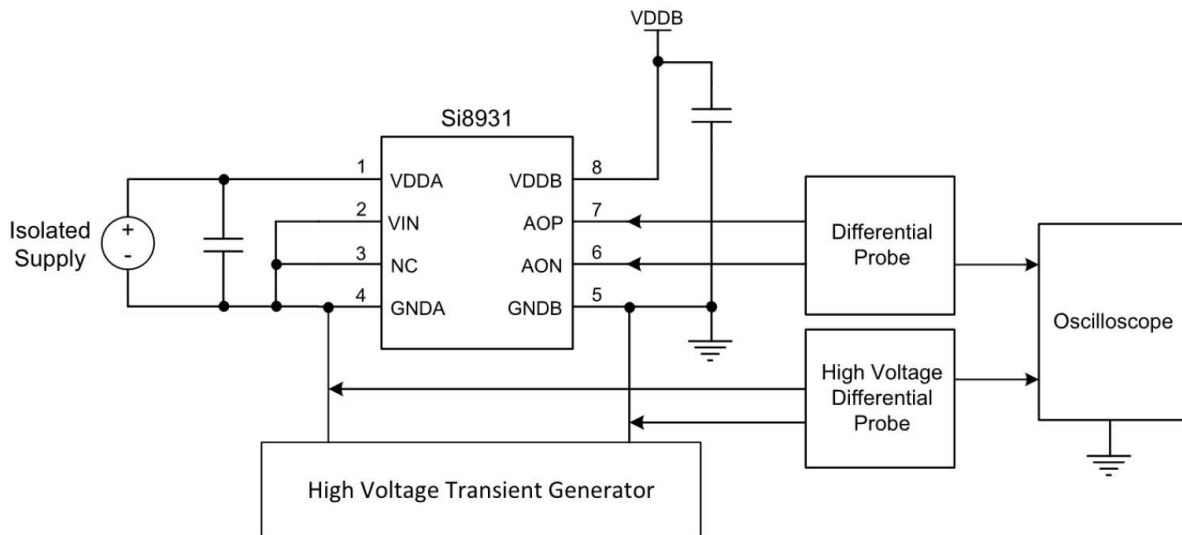 VDDB
Si8931
1
VDDA
VDDB
8
2
VIN
AOP
7
3
NC
AON
6
4
GNDA
GNDB
5
Isolated
Supply
+
-
Differential
Probe
High Voltage
Differential
Probe
Oscilloscope
High Voltage Transient Generator